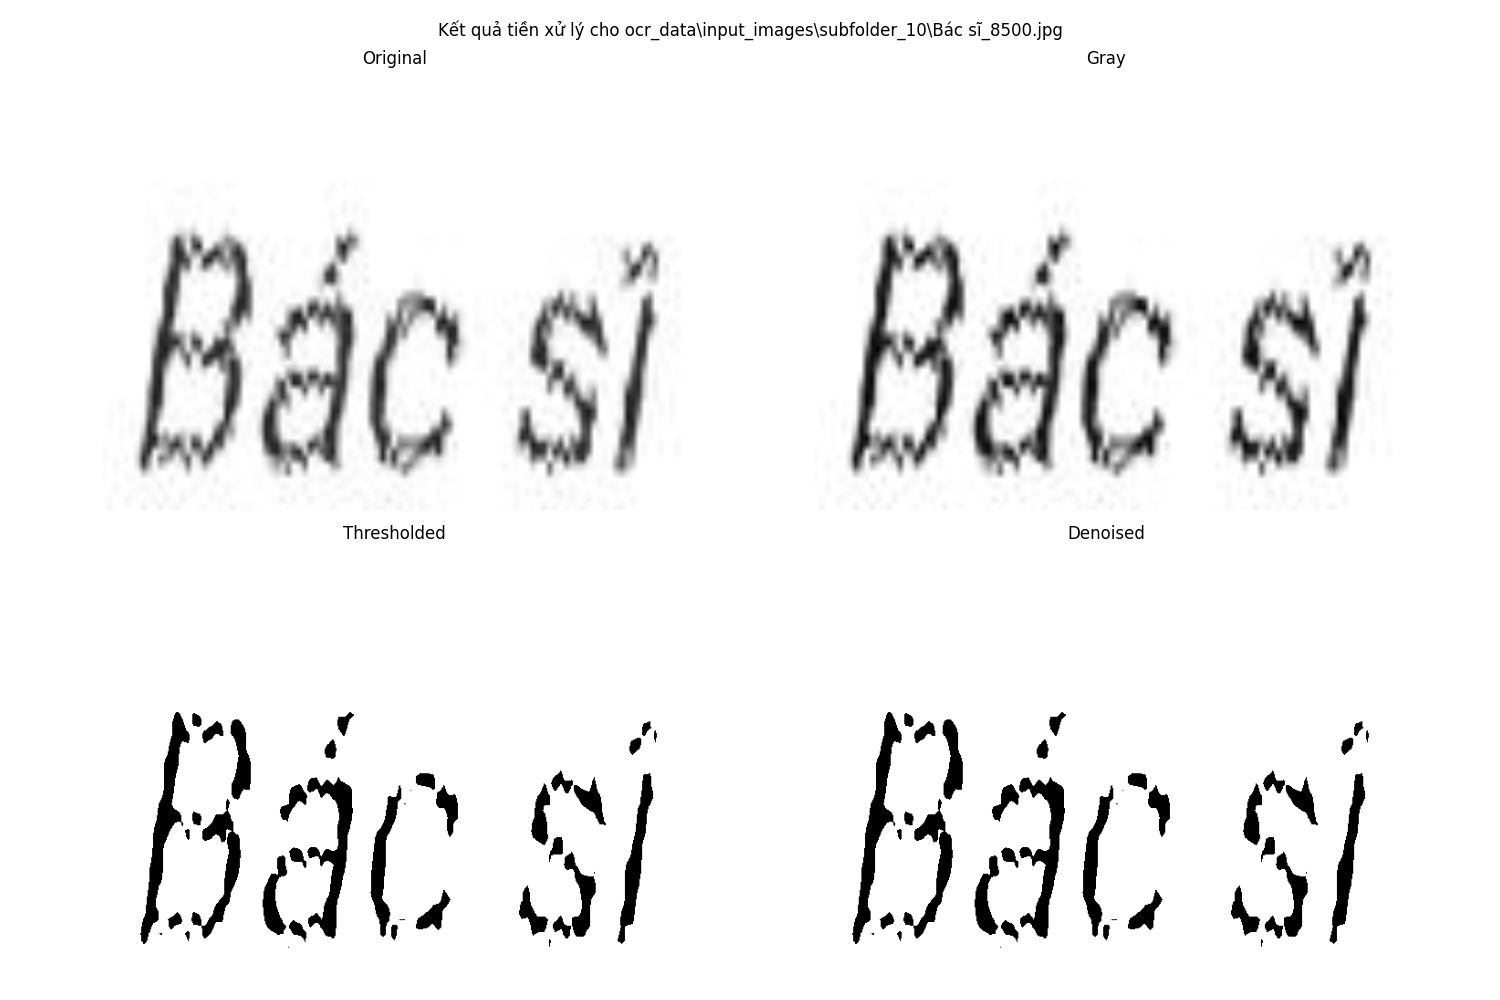 Kết quả tiền xử lý cho ocr_data\input_images\subfolder_10\Bác sĩ_8500.jpg
Original
Gray
Bác sĩ
Bác sĩ
Thresholded
Denoised
Bác sĩ
Bác sĩ